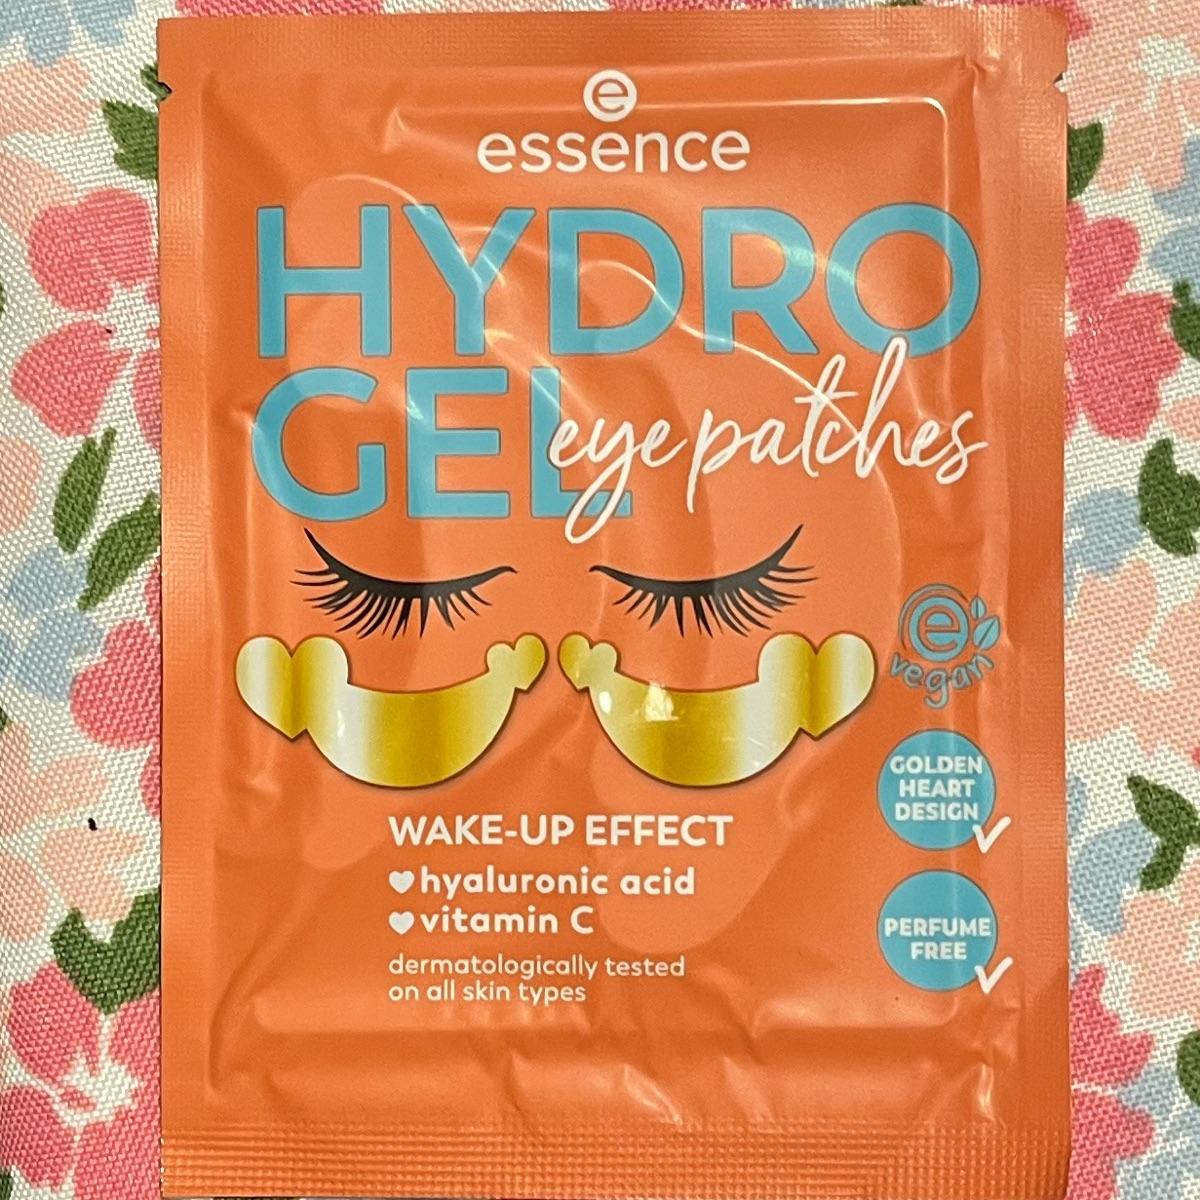 e
essence
HYDRO
GEL
eye patches
e
vegan
GOLDEN
HEART
DESIGN
WAKE-UP EFFECT
hyaluronic acid
vitamin C
PERFUME
FREE
dermatologically tested
on all skin types